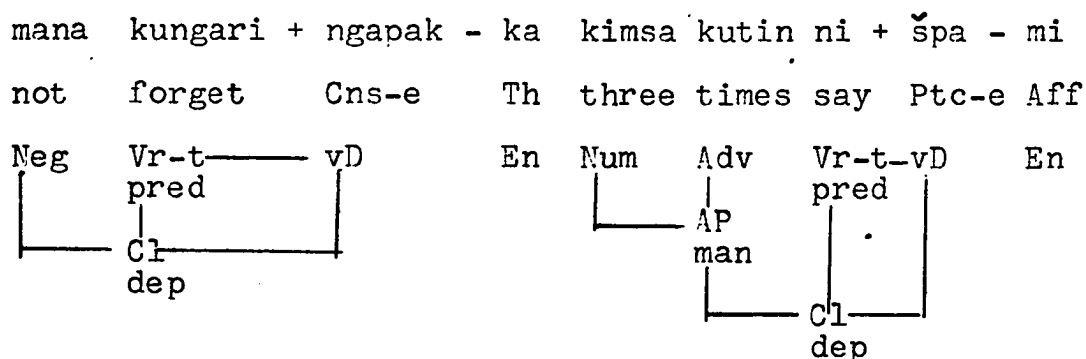 mana kungari + ngapak - ka kimsa kutin ni + špa - mi
not forget Cns-e Th three times say Ptc-e Aff
Neg Vr-t vD En Num Adv Vr-t-vD En
pred pred
AP
Cl man
dep
Cl
dep